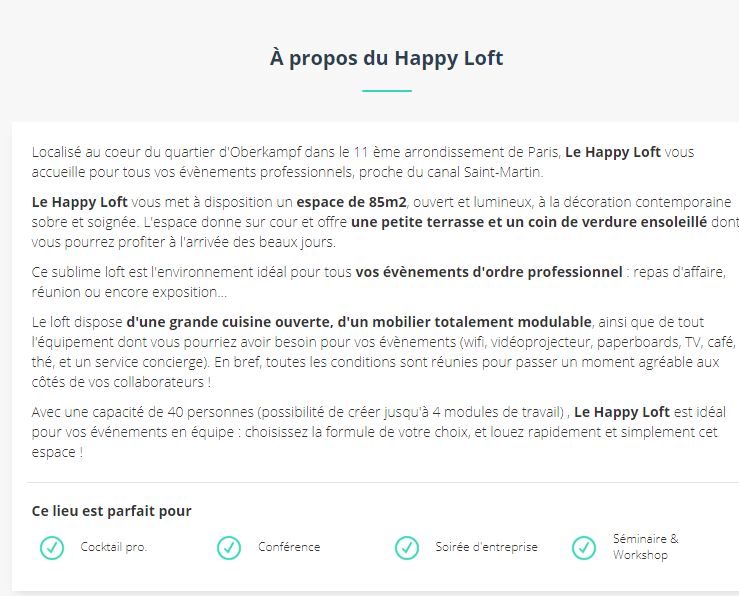 À propos du Happy Loft
Localisé au coeur du quartier d'Oberkampf dans le 11 ème arrondissement de Paris, Le Happy Loft vous
accueille pour tous vos évènements professionnels, proche du canal Saint-Martin.
Le Happy Loft vous met à disposition un espace de 85m2, ouvert et lumineux, à la décoration contemporaine
sobre et soignée. L'espace donne sur cour et offre une petite terrasse et un coin de verdure ensoleillé dont
vous pourrez profiter à l'arrivée des beaux jours.
Ce sublime loft est l'environnement idéal pour tous vos évènements d'ordre professionnel : repas d'affaire,
réunion ou encore exposition...
Le loft dispose d'une grande cuisine ouverte, d'un mobilier totalement modulable, ainsi que de tout
l'équipement dont vous pourriez avoir besoin pour vos évènements (wifi, vidéoprojecteur, paperboards, TV, café,
thé, et un service concierge). En bref, toutes les conditions sont réunies pour passer un moment agréable aux
côtés de vos collaborateurs !
Avec une capacité de 40 personnes (possibilité de créer jusqu'à 4 modules de travail) , Le Happy Loft est idéal
pour vos événements en équipe : choisissez la formule de votre choix, et louez rapidement et simplement cet
espace !
Ce lieu est parfait pour
Cocktail pro.
Conférence
Soirée d'entreprise
Séminaire &
Workshop